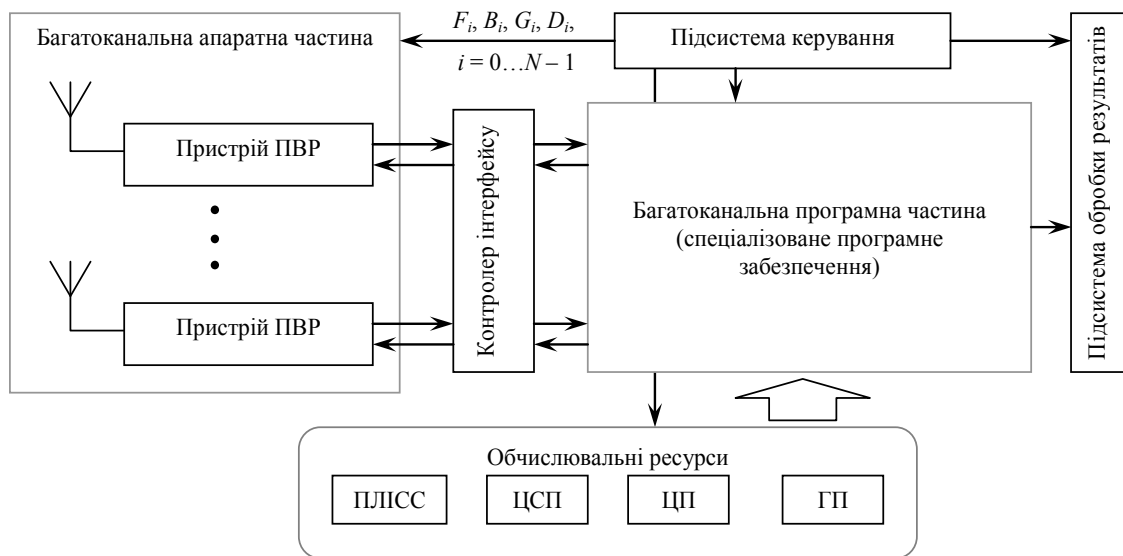 Багатоканальна апаратна частина
F_i, B_i, G_i, D_i,
i = 0…N – 1
Підсистема керування
Пристрій ПВР
Пристрій ПВР
Контролер інтерфейсу
Багатоканальна програмна частина
(спеціалізоване програмне
забезпечення)
Підсистема обробки результатів
Обчислювальні ресурси
ПЛІСС
ЦСП
ЦП
ГП